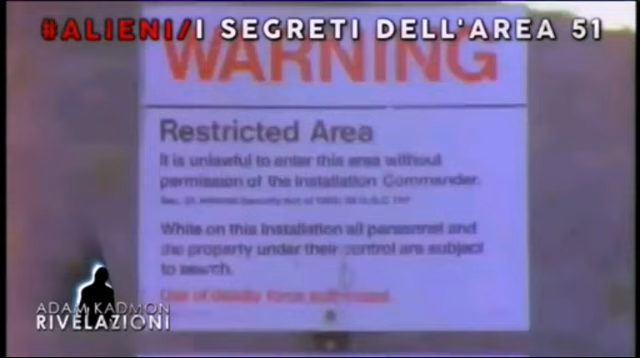 #ALIENI/I SEGRETI DELL'AREA 51
WARNING
Restricted Area
It is unlawful to enter this area without
permission of the Installation Commander.
While on this Installation all personnel and
the property under their control are subject
to search.
Use of deadly force authorized.
ADAM KADMON
RIVELAZIONI